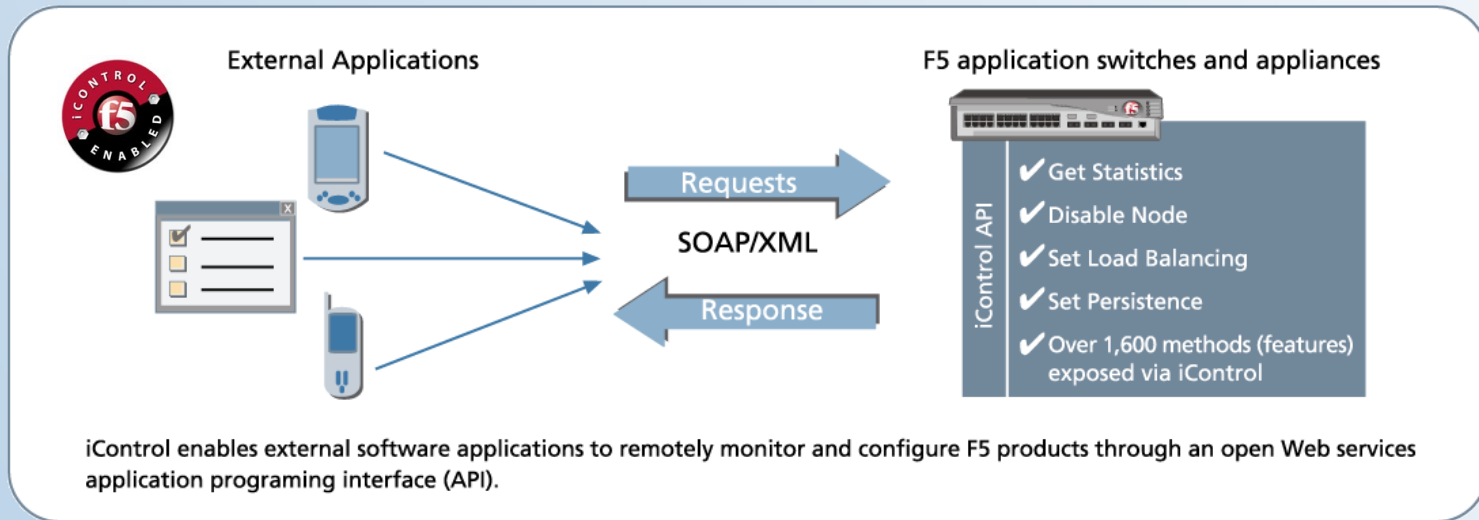 External Applications
F5 application switches and appliances
iCONTROL
f5
ENABLED
f5
X
Requests
SOAP/XML
Response
iControl API
Get Statistics
Disable Node
Set Load Balancing
Set Persistence
Over 1,600 methods (features)
exposed via iControl
iControl enables external software applications to remotely monitor and configure F5 products through an open Web services
application programing interface (API).